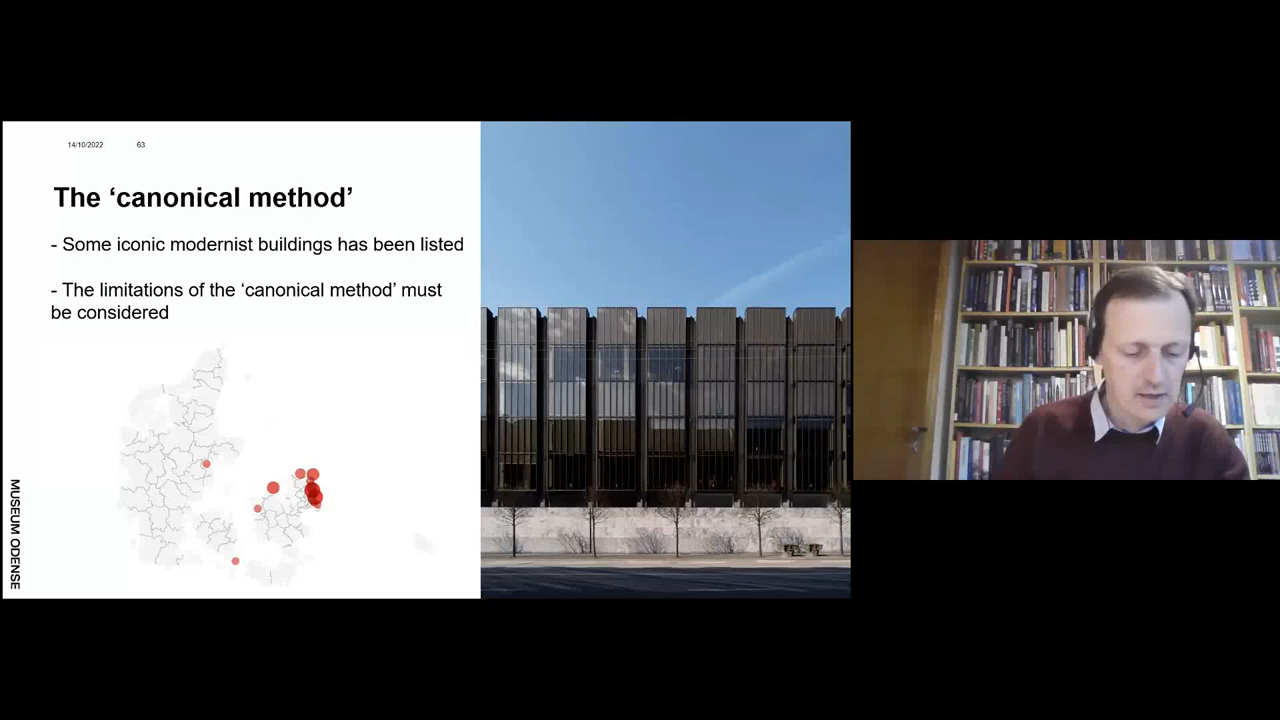 14/10/2022 63
The ‘canonical method’
- Some iconic modernist buildings has been listed
- The limitations of the ‘canonical method’ must
be considered
MUSEUM ODENSE